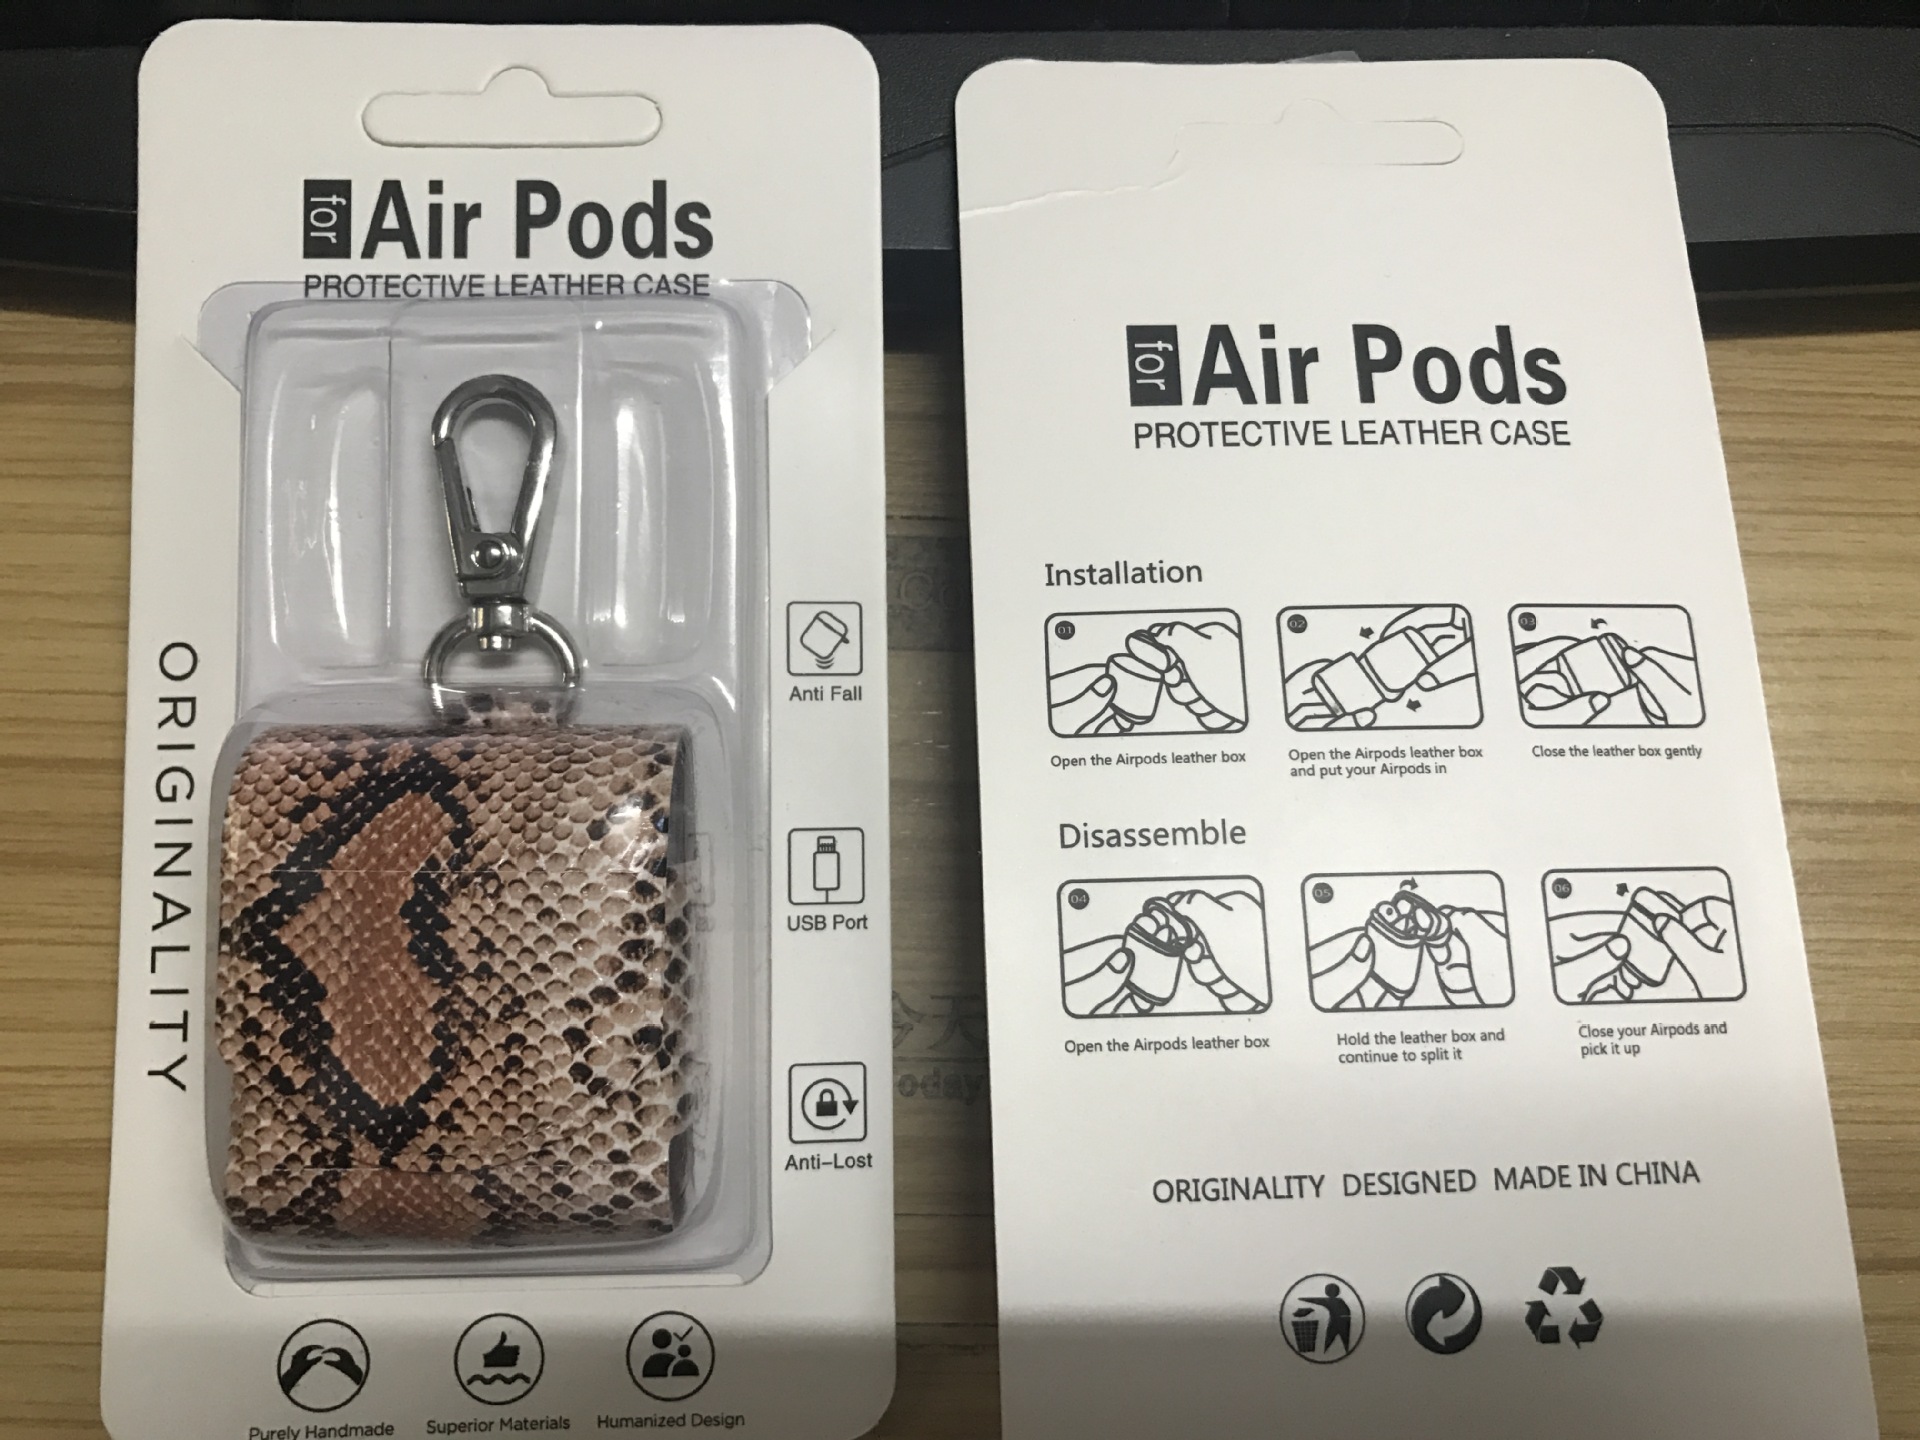 for Air Pods
PROTECTIVE LEATHER CASE
ORIGINALITY
Anti Fall
USB Port
Anti-Lost
Purely Handmade
Superior Materials
Humanized Design
for Air Pods
PROTECTIVE LEATHER CASE
Installation
01
02
03
Open the Airpods leather box
Open the Airpods leather box
and put your Airpods in
Close the leather box gently
Disassemble
04
05
06
Open the Airpods leather box
Hold the leather box and
continue to split it
Close your Airpods and
pick it up
ORIGINALITY DESIGNED MADE IN CHINA
今天
oday